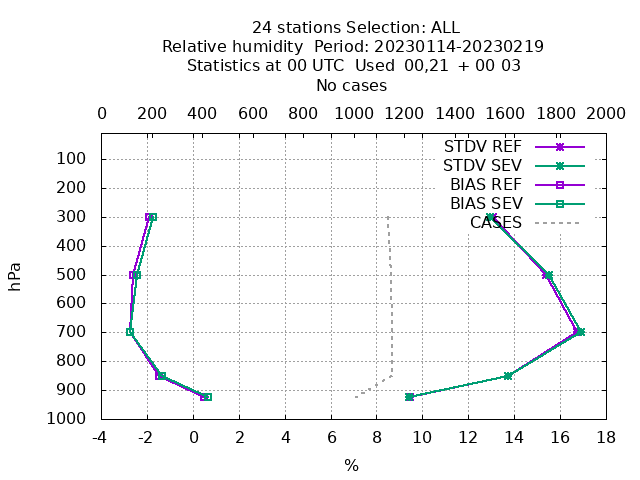 24 stations Selection: ALL
Relative humidity  Period: 20230114-20230219
Statistics at 00 UTC  Used  00,21  + 00 03
No cases
0 200 400 600 800 1000 1200 1400 1600 1800 2000
STDV REF
STDV SEV
BIAS REF
BIAS SEV
CASES
100
200
300
400
500
600
700
800
900
1000
hPa
-4 -2 0 2 4 6 8 10 12 14 16 18
%